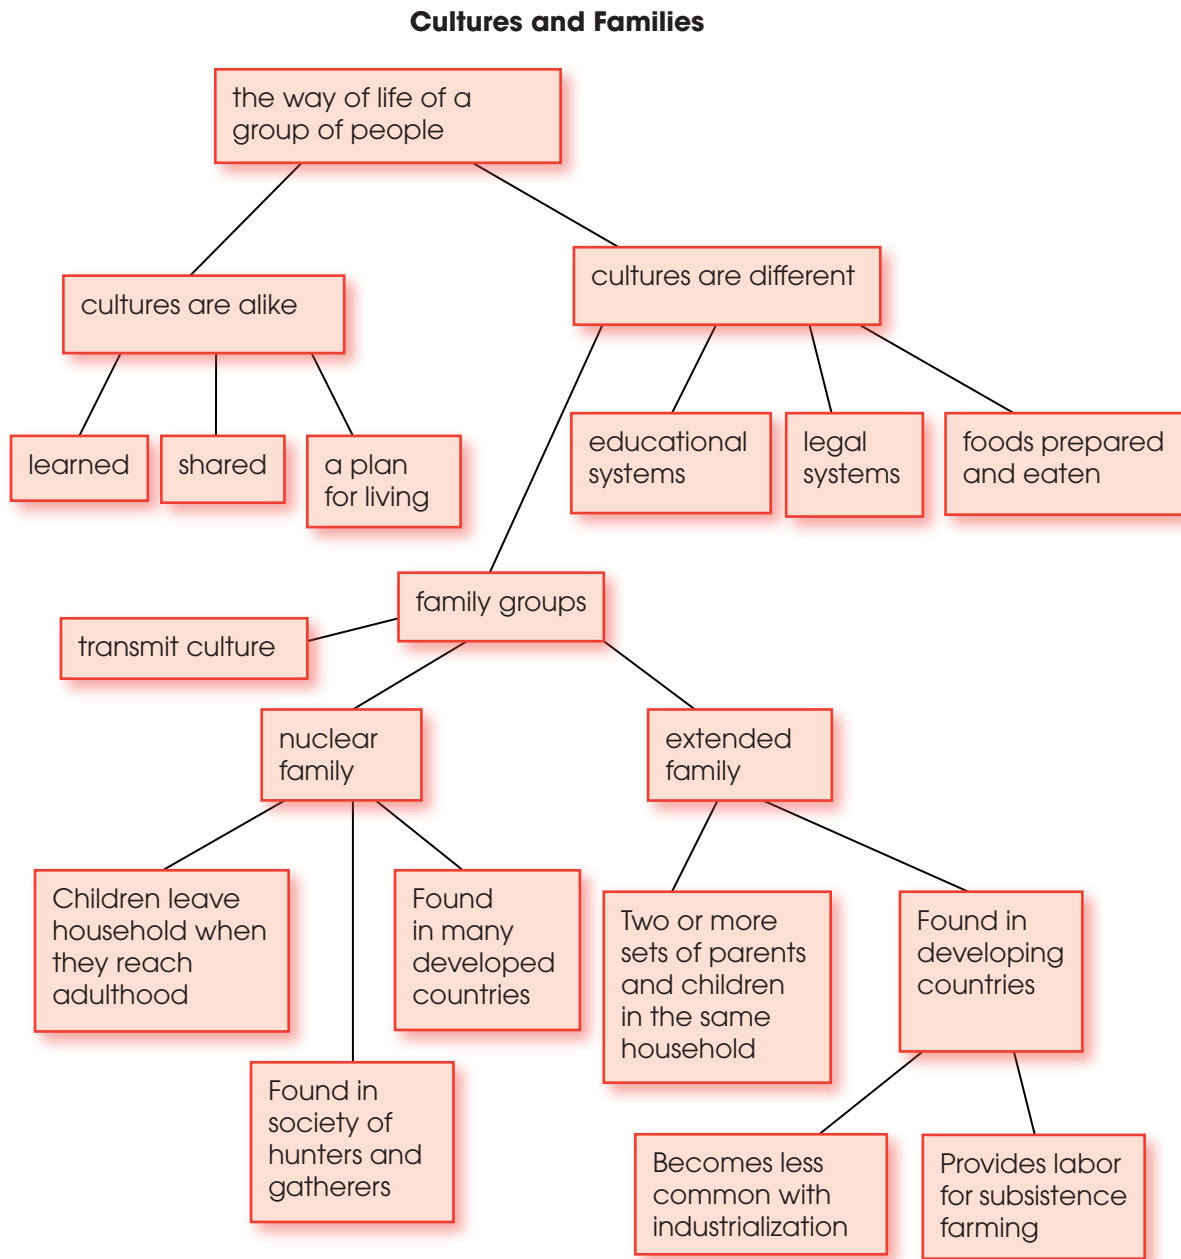 Cultures and Families
the way of life of a
group of people
cultures are alike
cultures are different
learned
shared
a plan
for living
educational
systems
legal
systems
foods prepared
and eaten
family groups
transmit culture
nuclear
family
extended
family
Children leave
household when
they reach
adulthood
Found
in many
developed
countries
Two or more
sets of parents
and children
in the same
household
Found in
developing
countries
Found in
society of
hunters and
gatherers
Becomes less
common with
industrialization
Provides labor
for subsistence
farming